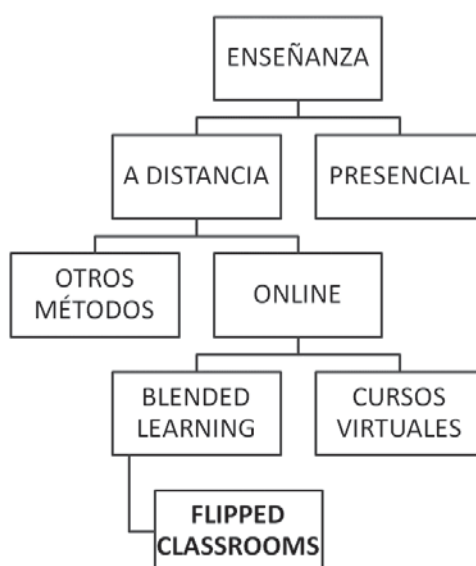 ENSEÑANZA
A DISTANCIA
PRESENCIAL
OTROS
MÉTODOS
ONLINE
BLENDED
LEARNING
CURSOS
VIRTUALES
FLIPPED
CLASSROOMS